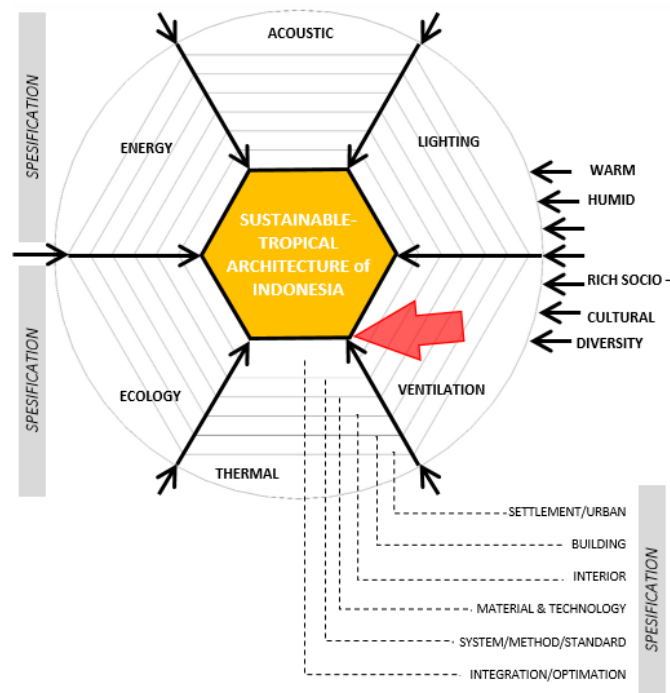 ACOUSTIC
SPESIFICATION
ENERGY
LIGHTING
WARM
HUMID
SUSTAINABLE-
TROPICAL
ARCHITECTURE of
INDONESIA
RICH SOCIO -
CULTURAL
DIVERSITY
SPESIFICATION
ECOLOGY
VENTILATION
THERMAL
SETTLEMENT/URBAN
BUILDING
INTERIOR
MATERIAL & TECHNOLOGY
SYSTEM/METHOD/STANDARD
INTEGRATION/OPTIMATION
SPESIFICATION